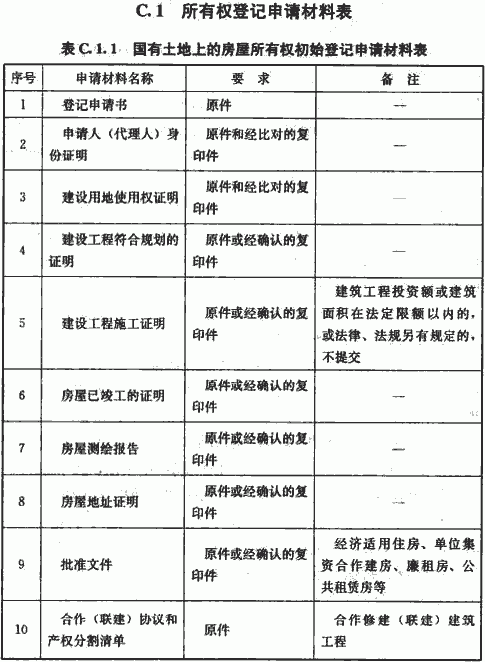 C.1 所有权登记申请材料表
表 C.1.1 国有土地上的房屋所有权初始登记申请材料表
序号 申请材料名称 要 求 备 注
1 登记申请书 原件 —
2 申请人（代理人）身份证明 原件和经比对的复印件 —
3 建设用地使用权证明 原件和经比对的复印件 —
4 建设工程符合规划的证明 原件或经确认的复印件 —
5 建设工程施工证明 原件或经确认的复印件 建筑工程投资额或建筑面积在法定限额以内的，或法律、法规另有规定的，不提交
6 房屋已竣工的证明 原件或经确认的复印件 —
7 房屋测绘报告 原件或经确认的复印件 —
8 房屋地址证明 原件或经确认的复印件 —
9 批准文件 原件或经确认的复印件 经济适用住房、单位集资合作建房、廉租房、公共租赁房等
10 合作（联建）协议和产权分割清单 原件 合作修建（联建）建筑工程